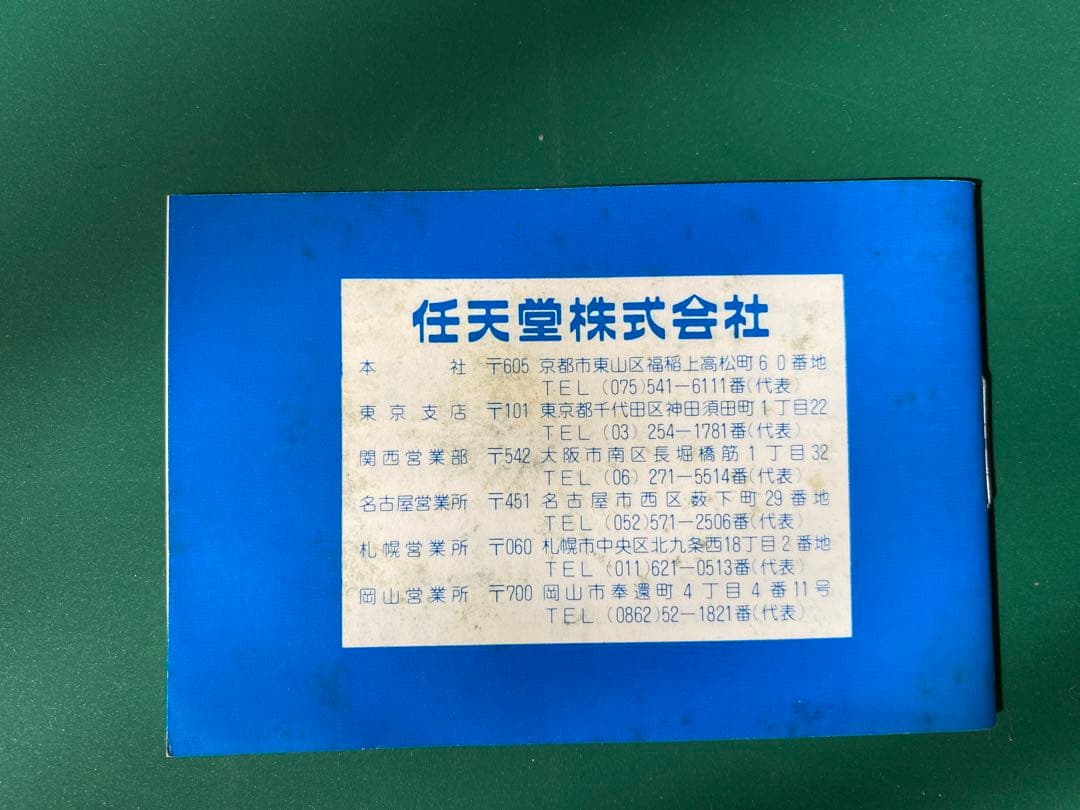 任天堂株式会社
本社 〒605 京都市東山区福稲上高松町60番地
TEL (075)541-6111番(代表)
東京支店 〒101 東京都千代田区神田須田町1丁目22
TEL (03) 254-1781番(代表)
関西営業部 〒542 大阪市南区長堀橋筋1丁目32
TEL (06) 271-5514番(代表)
名古屋営業所 〒451 名古屋市西区薮下町29番地
TEL (052)571-2506番(代表)
札幌営業所 〒060 札幌市中央区北九条西18丁目2番地
TEL (011)621-0513番(代表)
岡山営業所 〒700 岡山市奉還町4丁目4番11号
TEL (0862)52-1821番(代表)